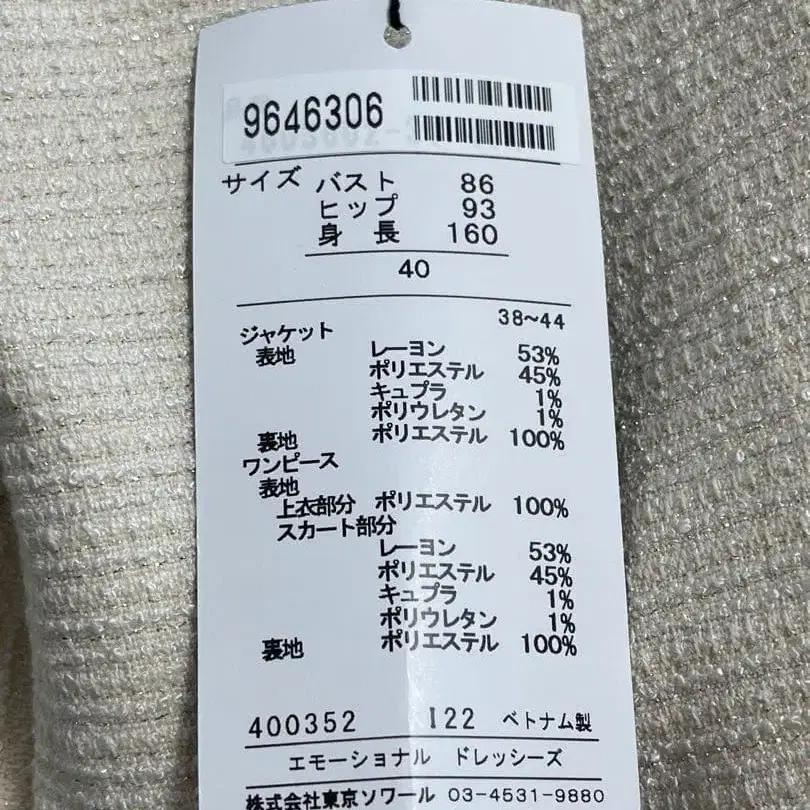 9646306
サイズ バスト 86
ヒップ 93
身長 160
40
38~44
ジャケット
表地 レーヨン 53%
ポリエステル 45%
キュプラ 1%
ポリウレタン 1%
裏地 ポリエステル 100%
ワンピース
表地
上衣部分 ポリエステル 100%
スカート部分
レーヨン 53%
ポリエステル 45%
キュプラ 1%
ポリウレタン 1%
裏地 ポリエステル 100%
400352 I22 ベトナム製
エモーショナル ドレッシーズ
株式会社東京ソワール 03-4531-9880